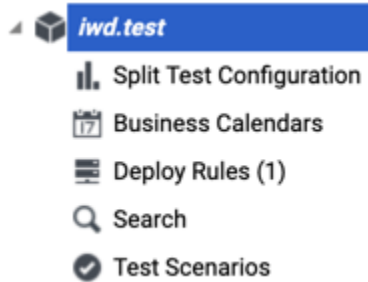 iwd.test
Split Test Configuration
17
Business Calendars
Deploy Rules (1)
Search
Test Scenarios